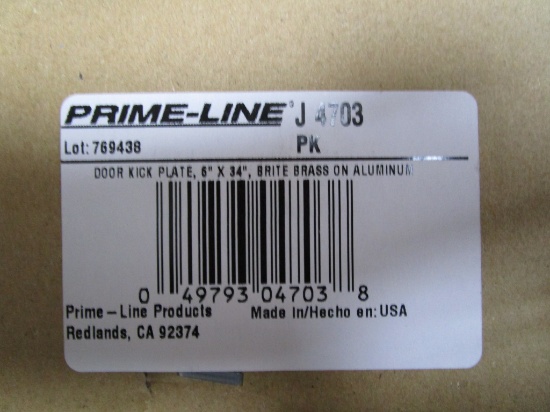 PRIME-LINE® J 4703
Lot: 769438 PK
DOOR KICK PLATE, 6" X 34", BRITE BRASS ON ALUMINUM
0 49793 04703 8
Prime-Line Products Made In/Hecho en: USA
Redlands, CA 92374